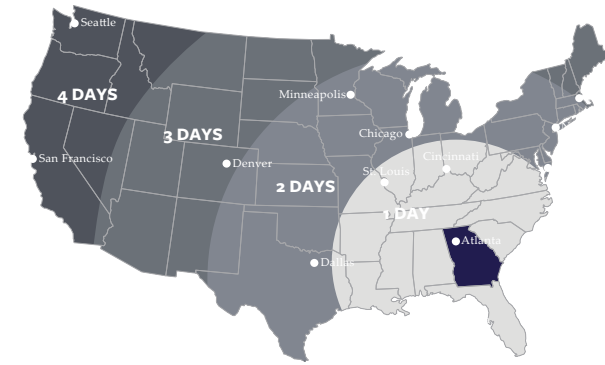 Seattle
4 DAYS
Minneapolis
3 DAYS
Chicago
San Francisco
Denver
Cincinnati
St. Louis
2 DAYS
1 DAY
Atlanta
Dallas